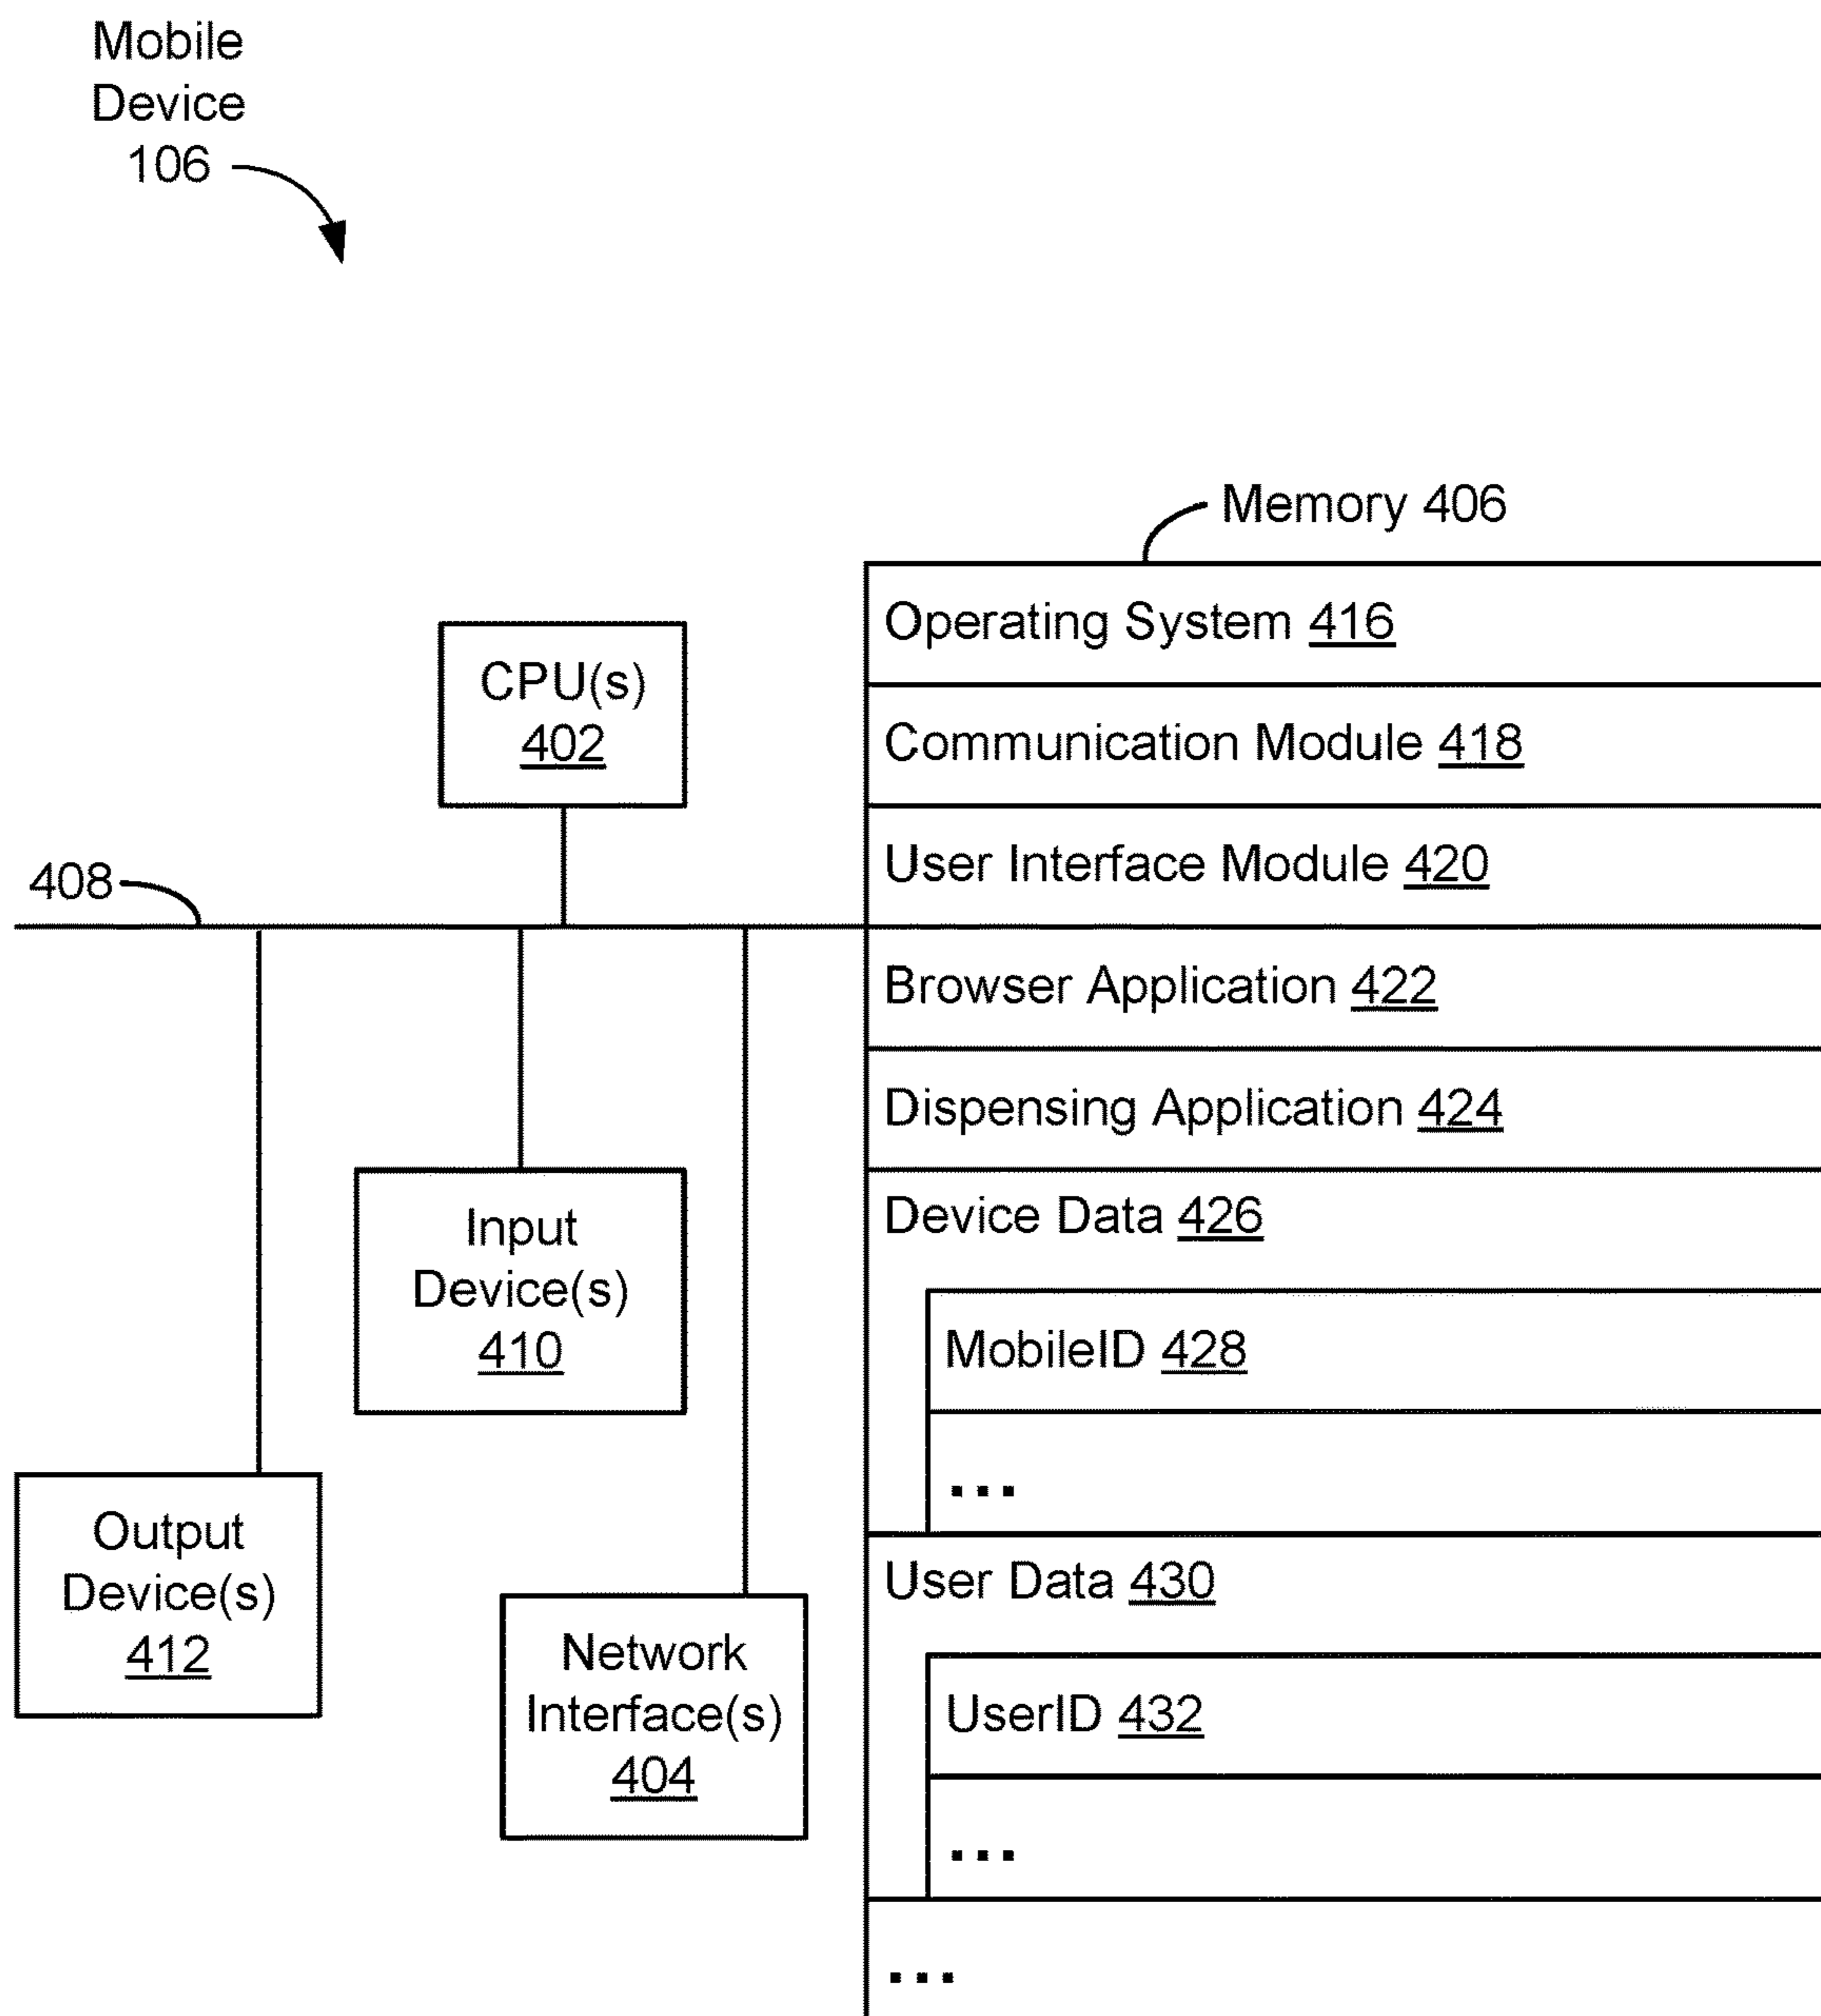 Mobile
Device
106
Memory 406
Operating System 416
CPU(s)
402
Communication Module 418
User Interface Module 420
408
Browser Application 422
Dispensing Application 424
Input
Device(s)
410
Device Data 426
MobileID 428
...
Output
Device(s)
412
Network
Interface(s)
404
User Data 430
UserID 432
...
...